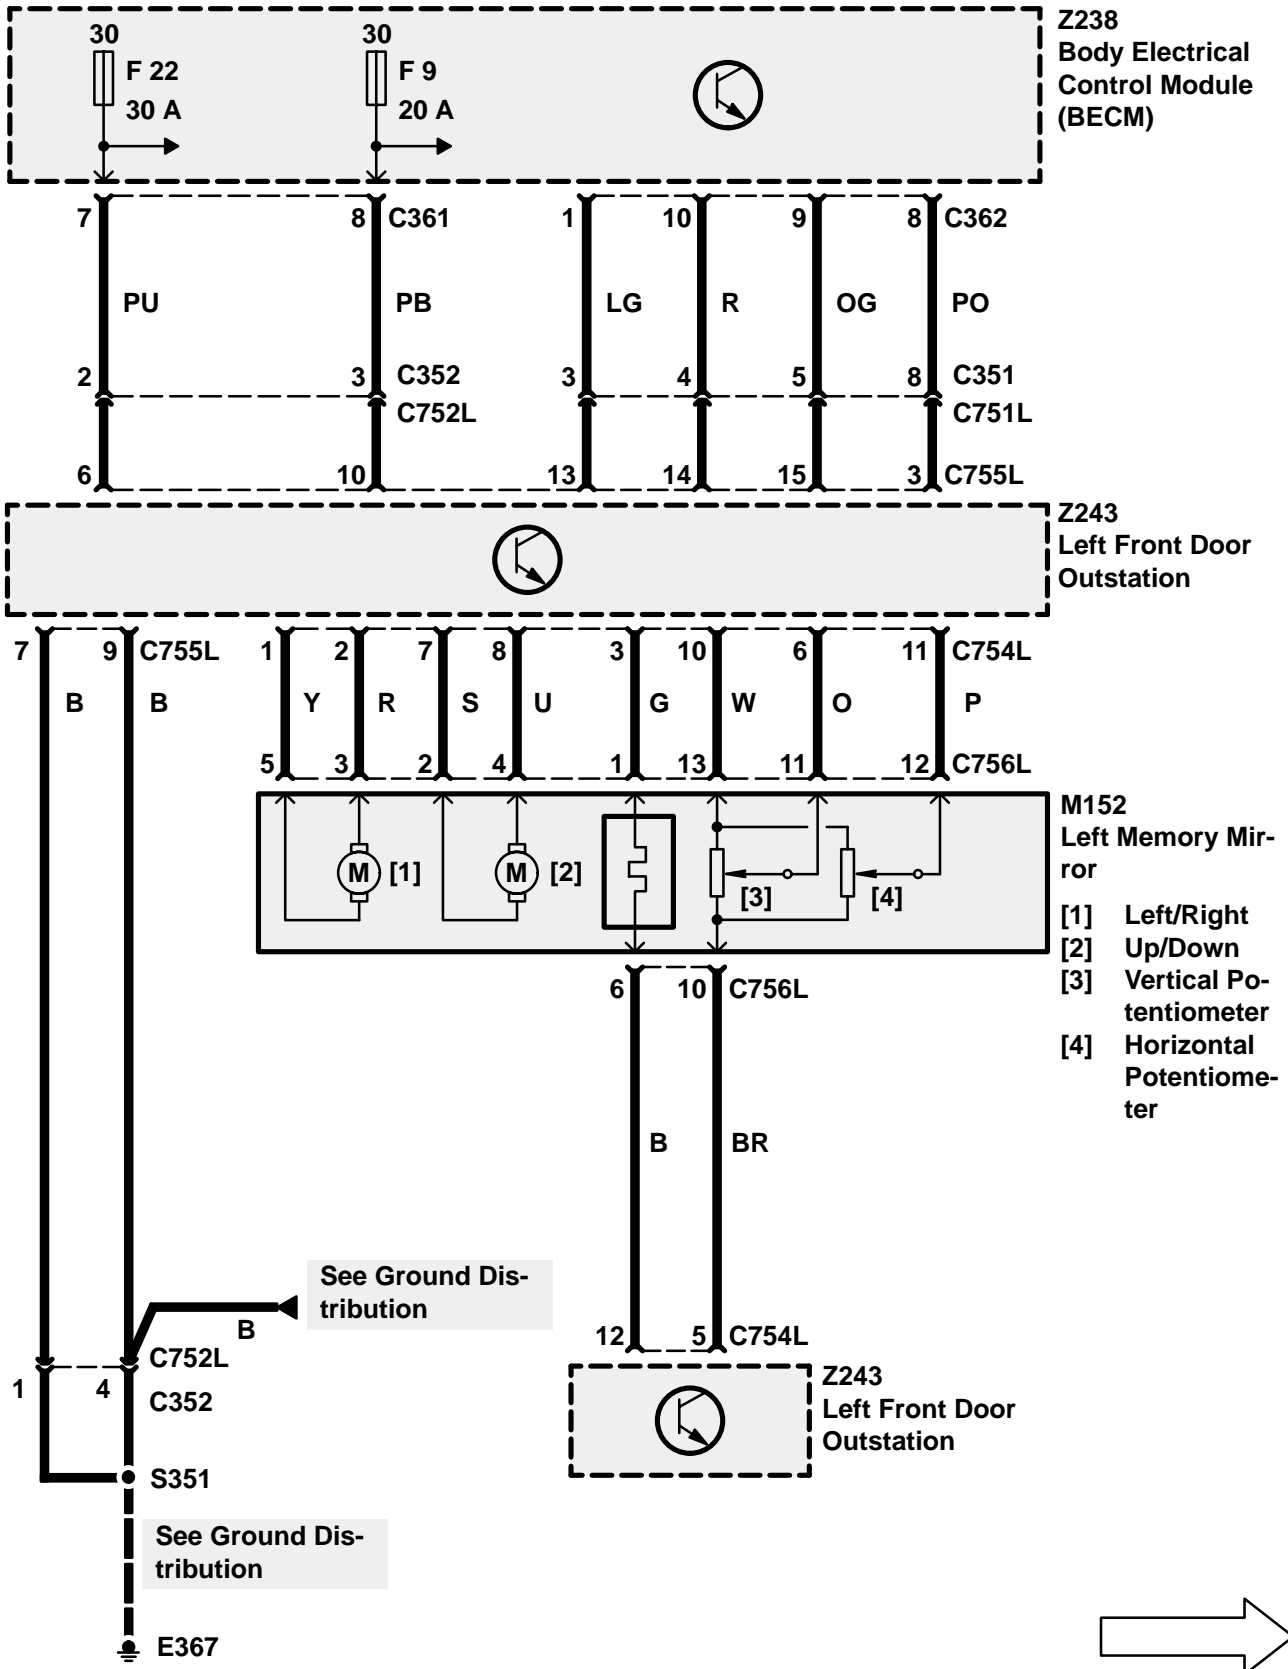 Z238
Body Electrical
Control Module
(BECM)
30 30
F 22 F 9
30 A 20 A
7 8 C361 1 10 9 8 C362
PU PB LG R OG PO
2 3 C352 3 4 5 8 C351
C752L C751L
6 10 13 14 15 3 C755L
Z243
Left Front Door
Outstation
7 9 C755L 1 2 7 8 3 10 6 11 C754L
B B Y R S U G W O P
5 3 2 4 1 13 11 12 C756L
M152
Left Memory Mir-
ror
M [1] M [2] [3] [4]
[1] Left/Right
[2] Up/Down
[3] Vertical Po-
tentiometer
[4] Horizontal
Potentiome-
ter
6 10 C756L
B BR
See Ground Dis-
tribution
B
12 5 C754L
C752L
1 4 C352
Z243
Left Front Door
Outstation
S351
See Ground Dis-
tribution
E367